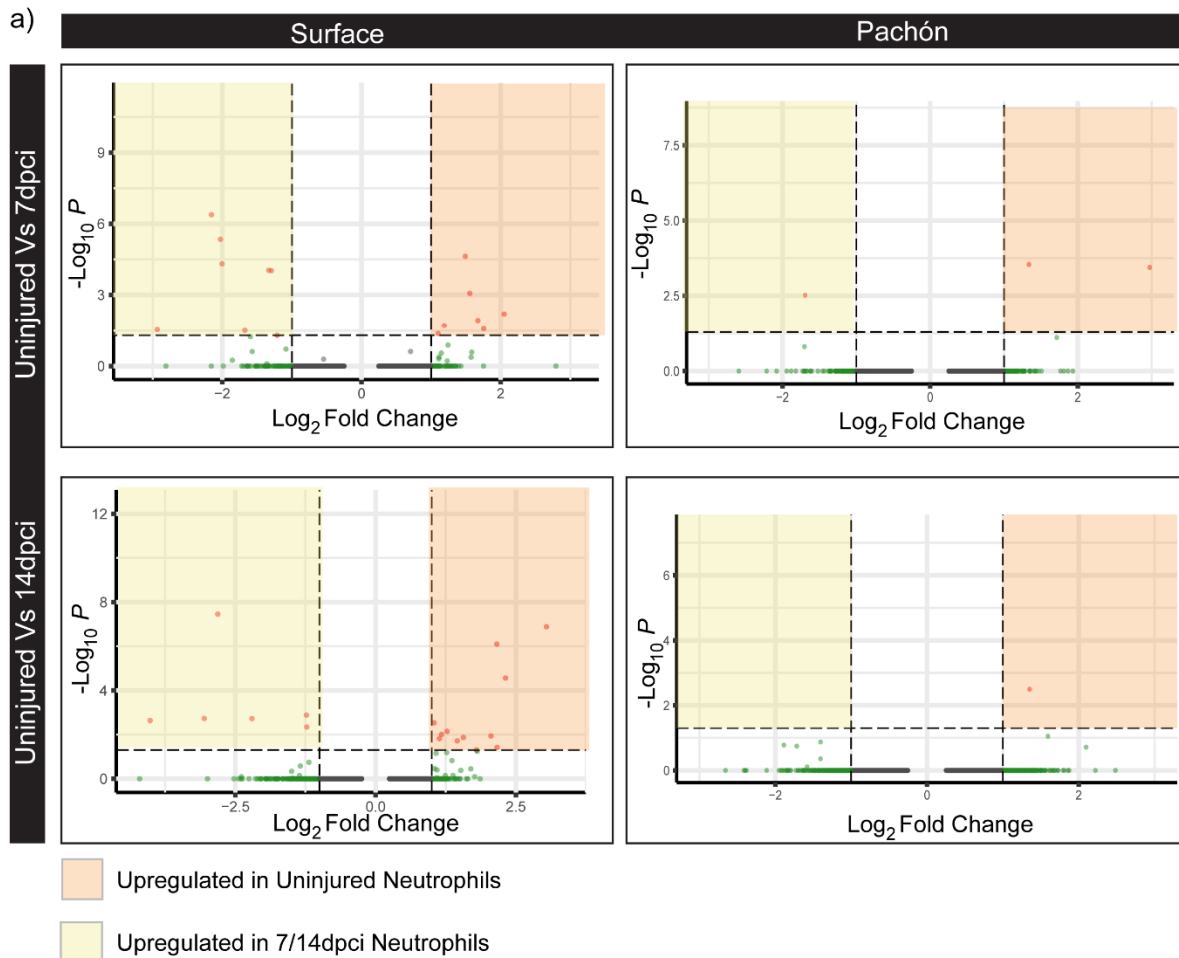 a)
Surface
Pachón
Uninjured Vs 7dpci
-Log10 P
9
6
3
0
−2
0
2
Log2 Fold Change
-Log10 P
7.5
5.0
2.5
0.0
−2
0
2
Log2 Fold Change
Uninjured Vs 14dpci
-Log10 P
12
8
4
0
−2.5
0.0
2.5
Log2 Fold Change
-Log10 P
6
4
2
0
−2
0
2
Log2 Fold Change
Upregulated in Uninjured Neutrophils
Upregulated in 7/14dpci Neutrophils